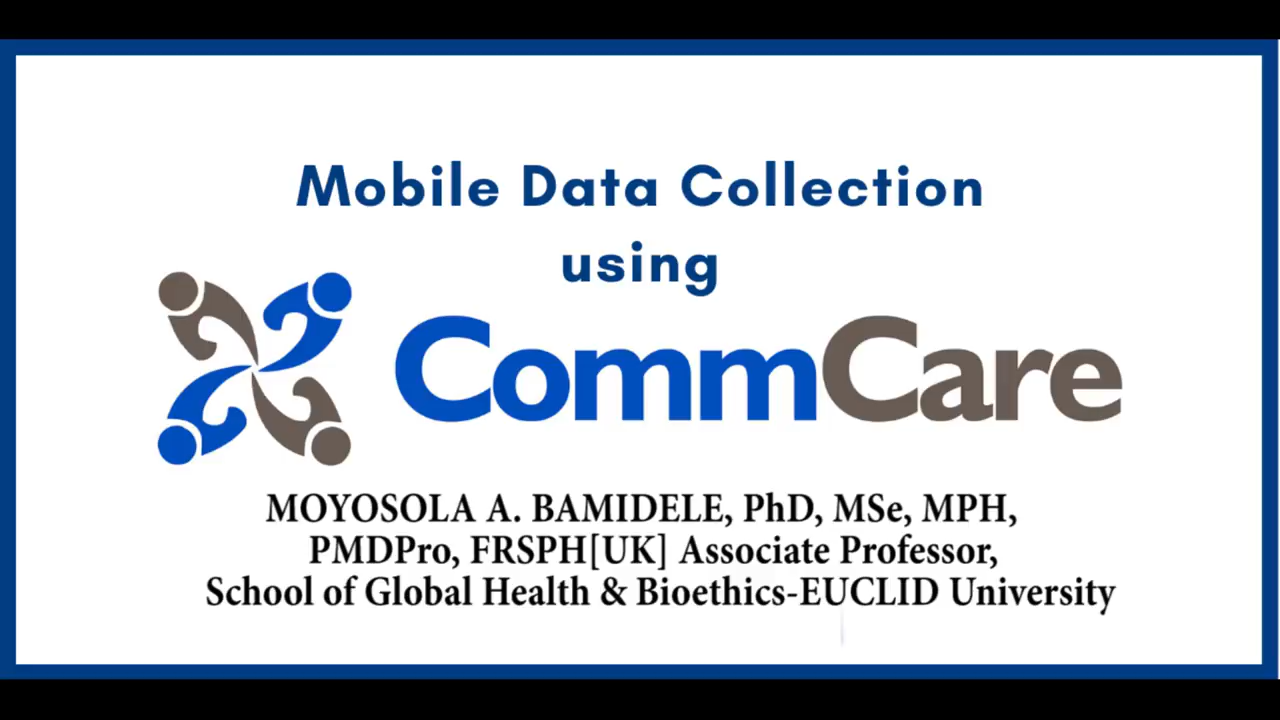 Mobile Data Collection
using
CommCare
MOYOSOLA A. BAMIDELE, PhD, MSe, MPH,
PMDPro, FRSPH[UK] Associate Professor,
School of Global Health & Bioethics-EUCLID University